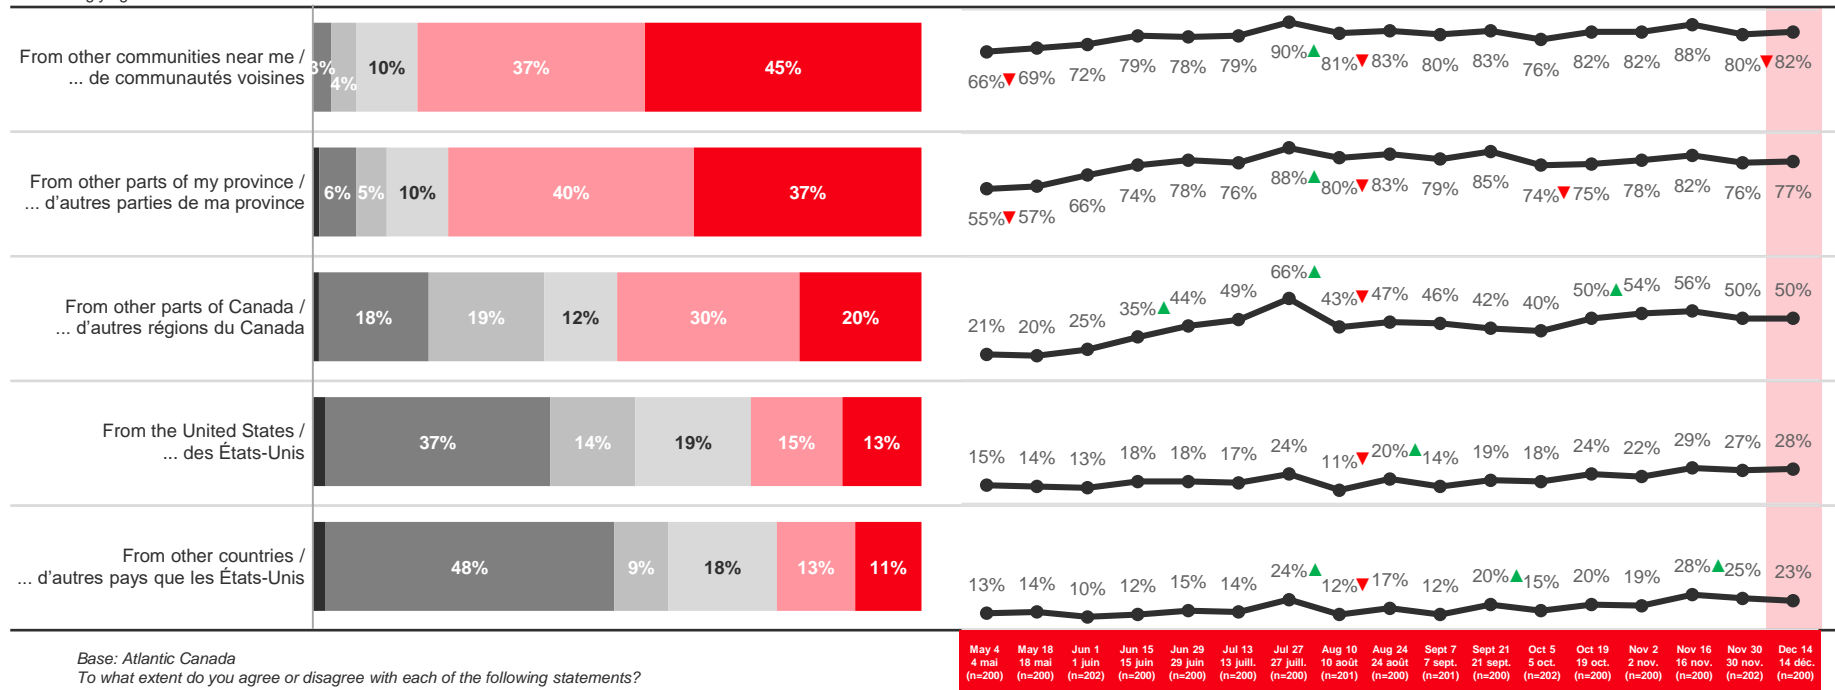 From other communities near me /
... de communautés voisines
3%
4%
10%
37%
45%
66% 69% 72% 79% 78% 79% 90% 81% 83% 80% 83% 76% 82% 82% 88% 80% 82%
From other parts of my province /
... d'autres parties de ma province
6%
5%
10%
40%
37%
55% 57% 66% 74% 78% 76% 88% 80% 83% 79% 85% 74% 75% 78% 82% 76% 77%
From other parts of Canada /
... d'autres régions du Canada
18%
19%
12%
30%
20%
21% 20% 25% 35% 44% 49% 66% 43% 47% 46% 42% 40% 50% 54% 56% 50% 50%
From the United States /
... des États-Unis
37%
14%
19%
15%
13%
15% 14% 13% 18% 18% 17% 24% 11% 20% 14% 19% 18% 24% 22% 29% 27% 28%
From other countries /
... d'autres pays que les États-Unis
48%
9%
18%
13%
11%
13% 14% 10% 12% 15% 14% 24% 12% 17% 12% 20% 15% 20% 19% 28% 25% 23%
May 4 May 18 Jun 1 Jun 15 Jun 29 Jul 13 Jul 27 Aug 10 Aug 24 Sept 7 Sept 21 Oct 5 Oct 19 Nov 2 Nov 16 Nov 30 Dec 14
4 mai 18 mai 1 juin 15 juin 29 juin 13 juill. 27 juill. 10 août 24 août 7 sept. 21 sept. 5 oct. 19 oct. 2 nov. 16 nov. 30 nov. 14 déc.
(n=200) (n=200) (n=202) (n=200) (n=200) (n=200) (n=200) (n=201) (n=200) (n=201) (n=200) (n=202) (n=200) (n=200) (n=200) (n=202) (n=200)
Base: Atlantic Canada
To what extent do you agree or disagree with each of the following statements?